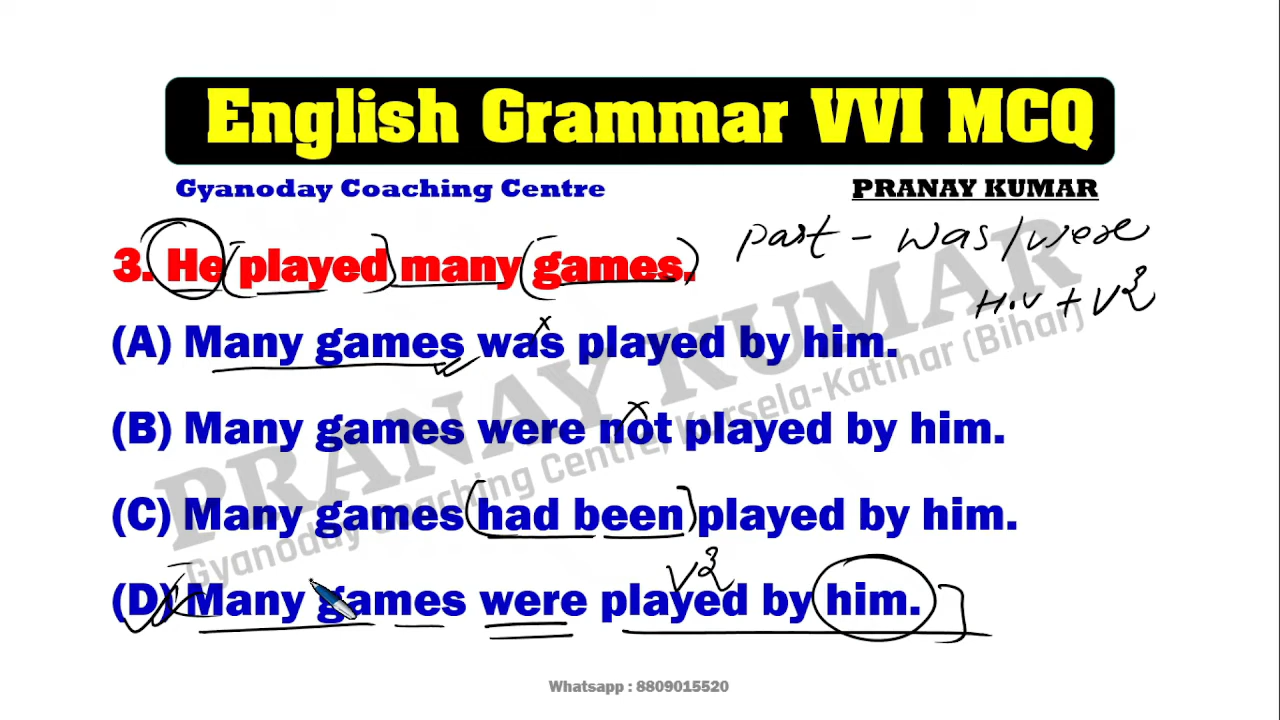 English Grammar VVI MCQ
Gyanoday Coaching Centre
PRANAY KUMAR
3. He played many games.
past - was/were
H.V + V3
(A) Many games was played by him.
(B) Many games were not played by him.
(C) Many games had been played by him.
V3
(D) Many games were played by him.
PRANAY KUMAR
Gyanoday Coaching Centre, Kursela-Katihar (Bihar)
Whatsapp : 8809015520